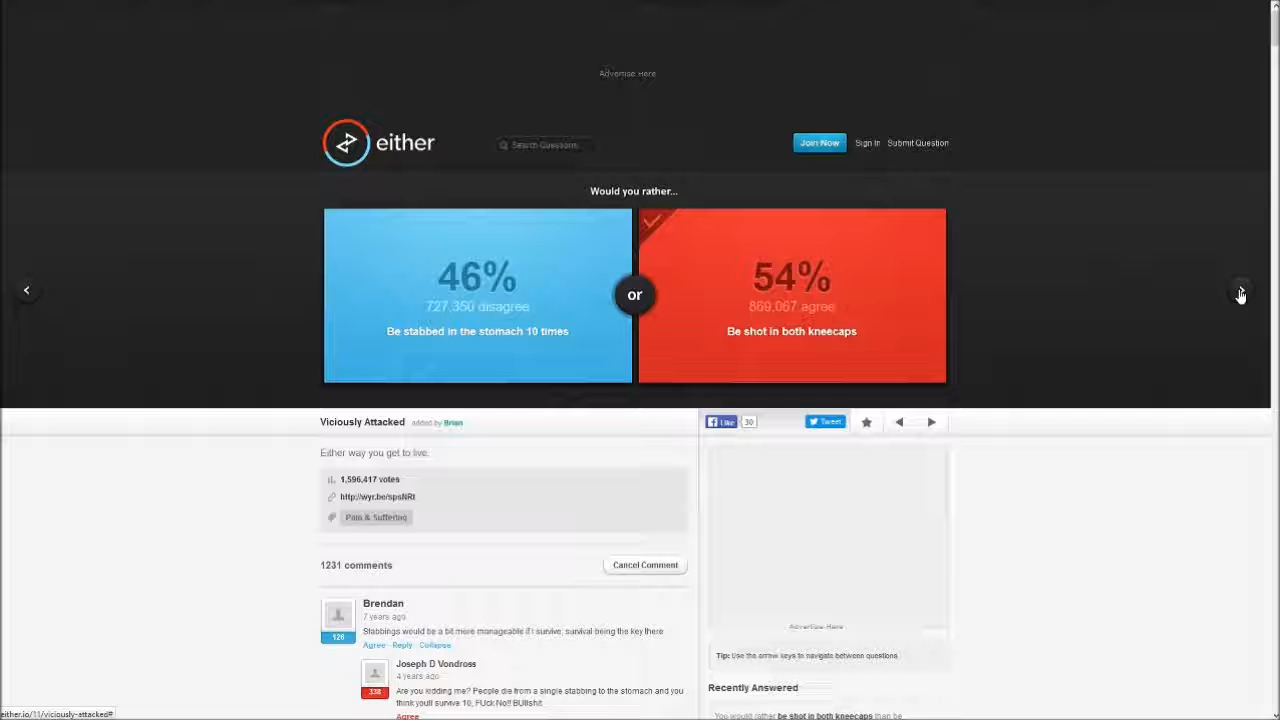 Advertise Here
either
Search Questions
Join Now
Sign In
Submit Question
Would you rather...
46%
727,350 disagree
Be stabbed in the stomach 10 times
or
54%
869,067 agree
Be shot in both kneecaps
Viciously Attacked added by Brian
Like 30
Tweet
Either way you get to live.
1,596,417 votes
http://wyr.be/spsNRt
Pain & Suffering
1231 comments
Cancel Comment
Brendan
7 years ago
126
Stabbings would be a bit more manageable if i survive, survival being the key there
Agree Reply Collapse
Joseph D Vondross
4 years ago
338
Are you kidding me? People die from a single stabbing to the stomach and you
think youll survive 10, FUck No!! BUllshit
Agree
Advertise Here
Tip: Use the arrow keys to navigate between questions.
Recently Answered
You would rather be shot in both kneecaps than be
either.io/11/viciously-attacked#